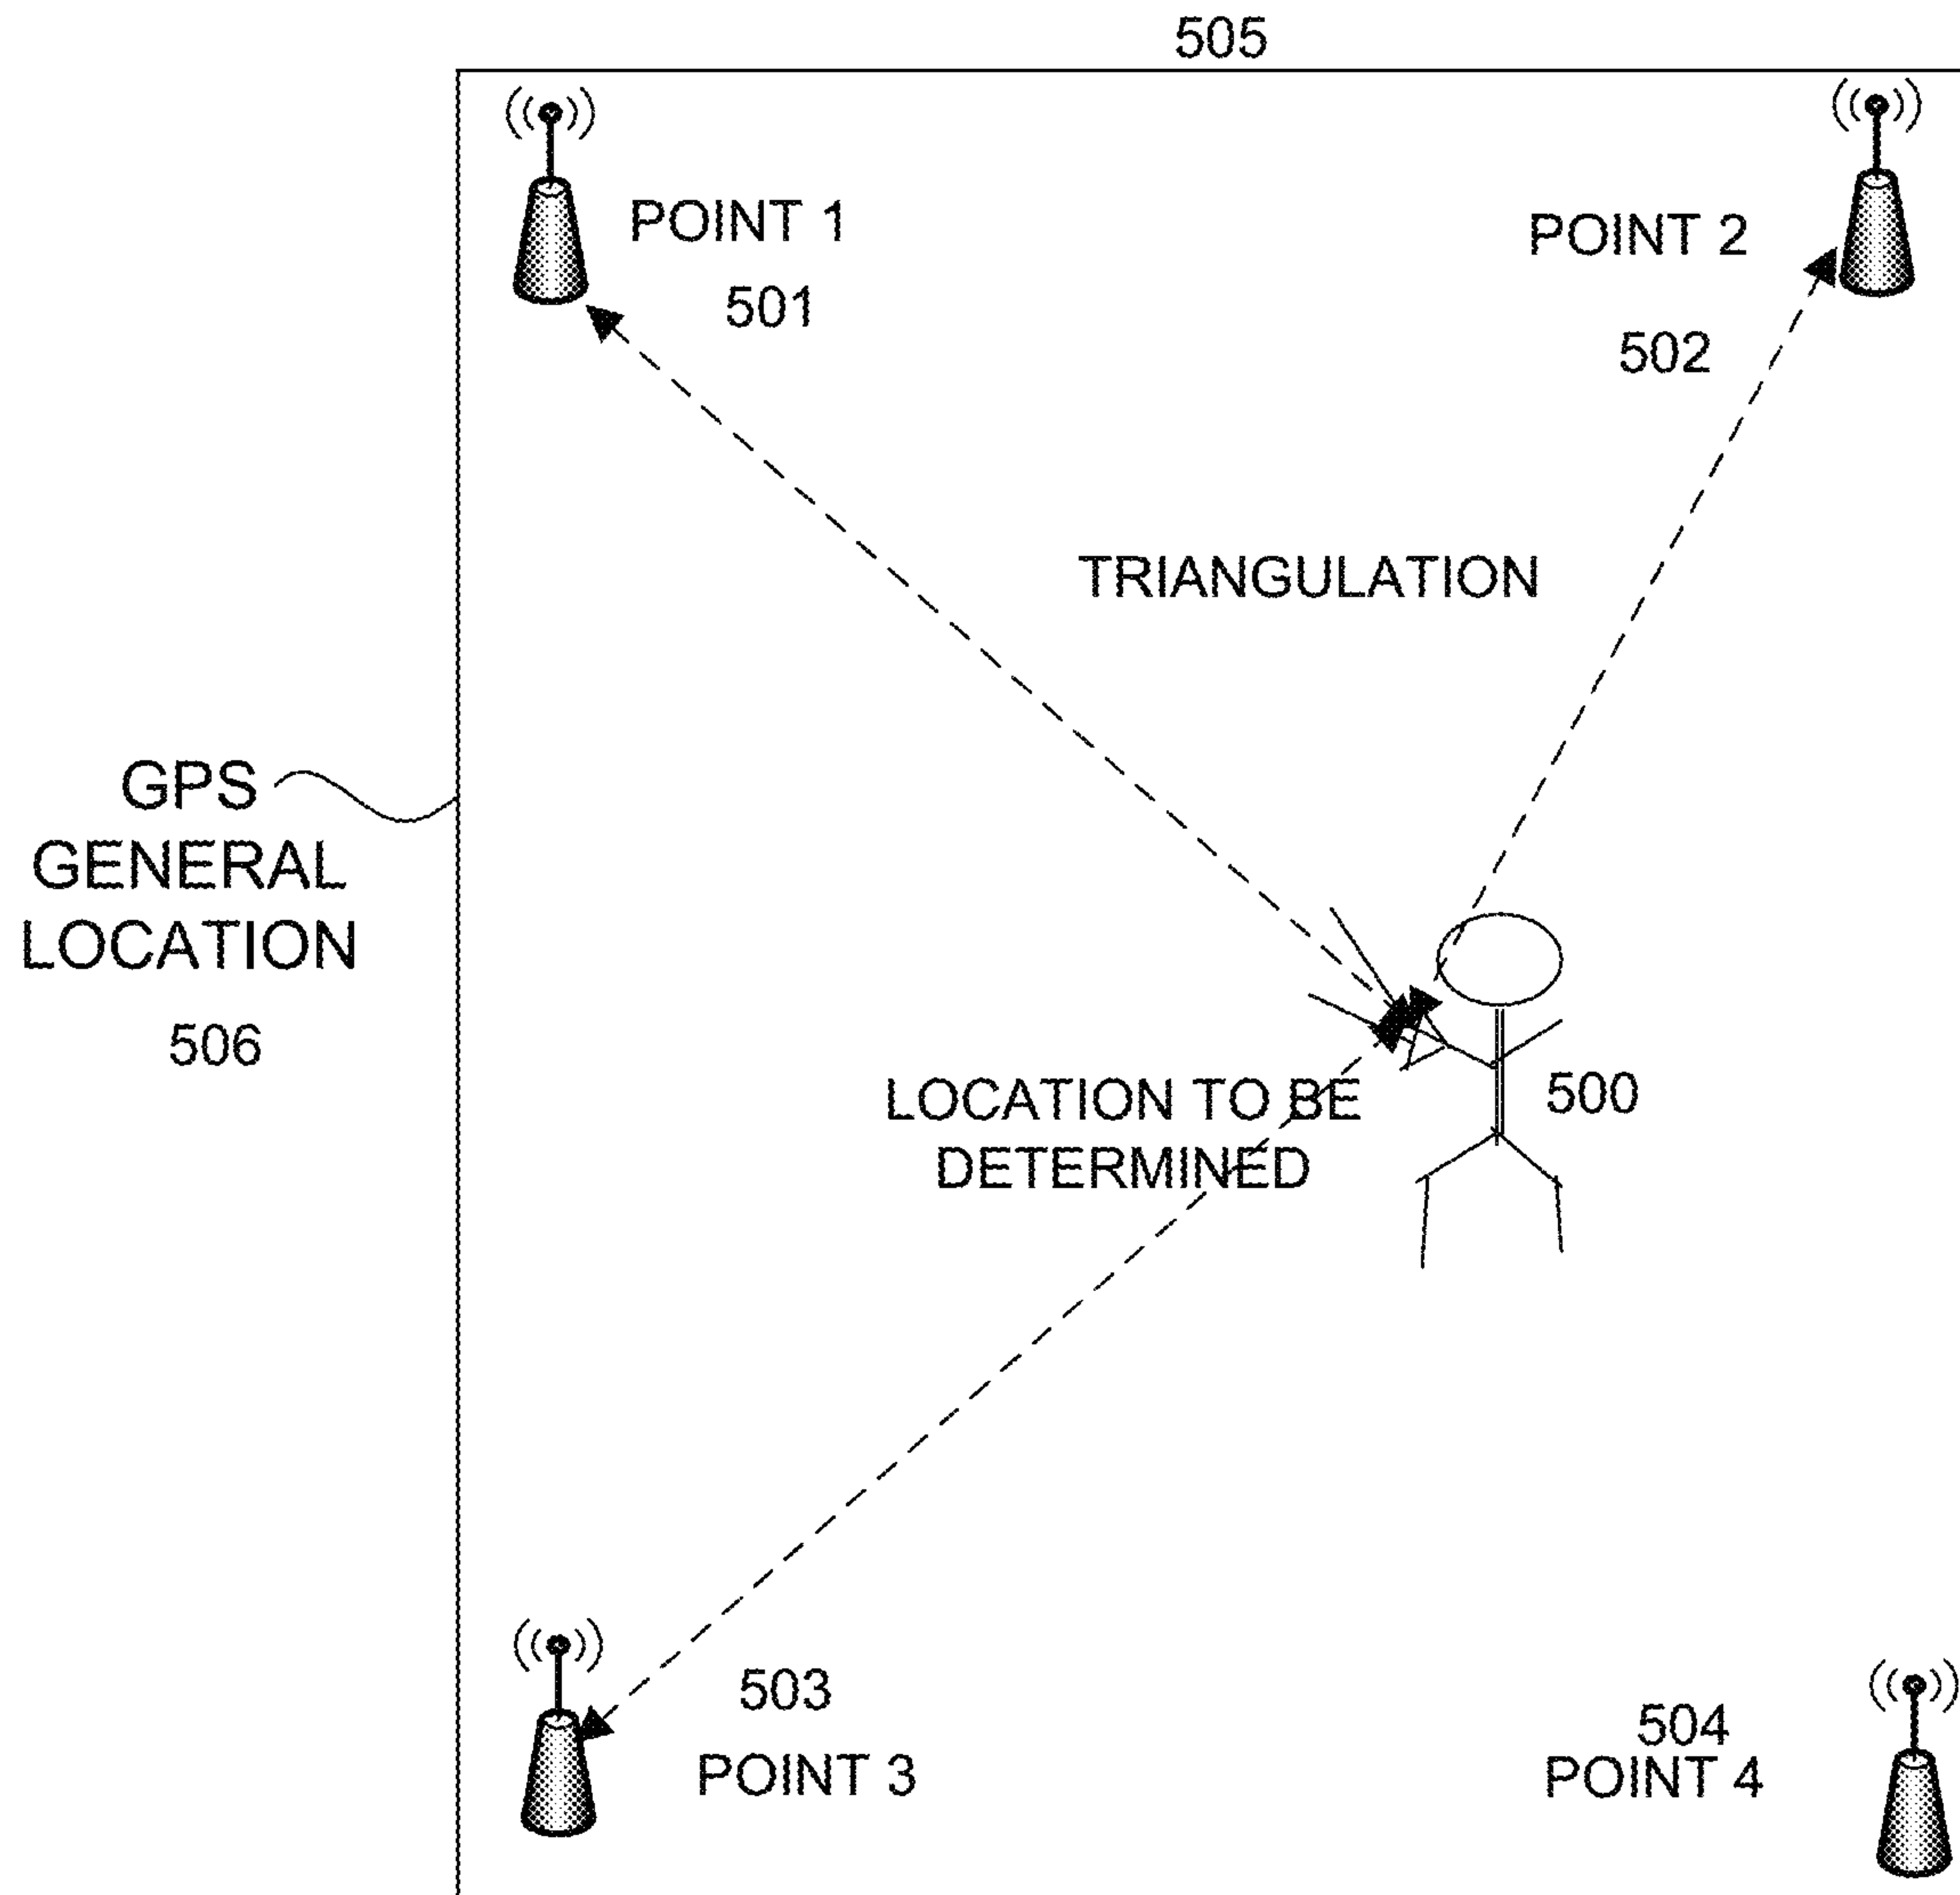 505
POINT 1
501
POINT 2
502
TRIANGULATION
GPS
GENERAL
LOCATION
506
LOCATION TO BE
DETERMINED
500
503
POINT 3
504
POINT 4